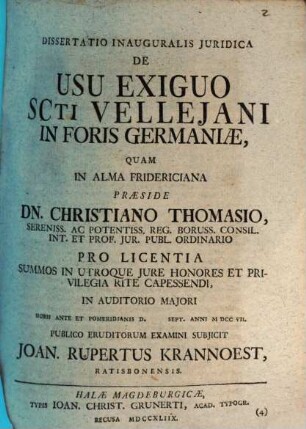 2
DISSERTATIO INAUGURALIS JURIDICA
DE
USU EXIGUO
SCTI VELLEJANI
IN FORIS GERMANIÆ,
QUAM
IN ALMA FRIDERICIANA
PRÆSIDE
DN. CHRISTIANO THOMASIO,
SERENISS. AC POTENTISS. REG. BORUSS. CONSIL.
INT. ET PROF. JUR. PUBL. ORDINARIO
PRO LICENTIA
SUMMOS IN UTROQUE JURE HONORES ET PRI-
VILEGIA RITE CAPESSENDI,
IN AUDITORIO MAJORI
HORIS ANTE ET POMERIDIANIS D. SEPT. ANNI MDCCVII.
PUBLICO ERUDITORUM EXAMINI SUBJICIT
JOAN. RUPERTUS KRANNOEST,
RATISBONENSIS.
HALÆ MAGDEBURGICÆ,
TYPIS IOAN. CHRIST. GRUNERTI, ACAD. TYPOGR.
RECUSA MDCCXLIIX.
(4)